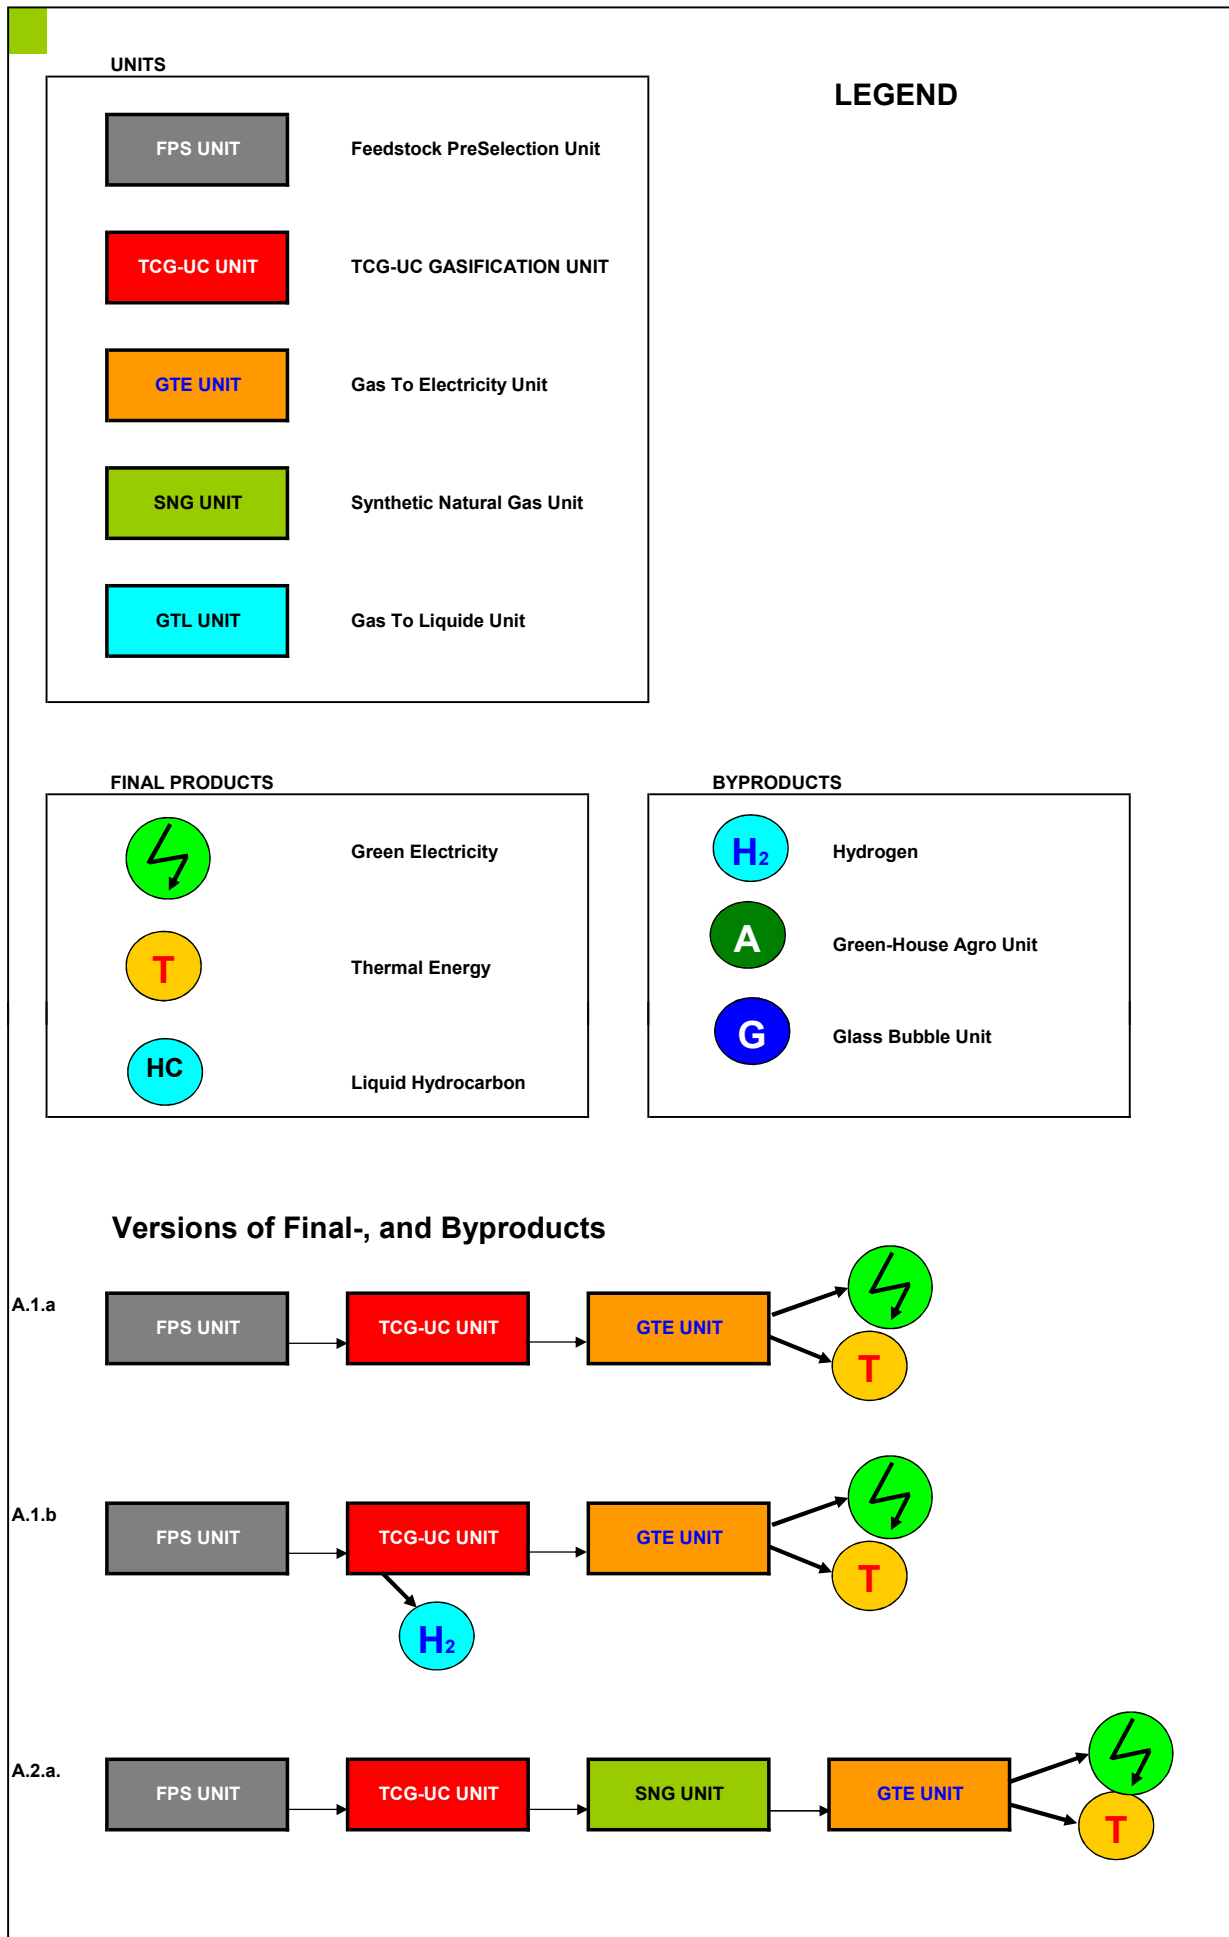 UNITS
LEGEND
FPS UNIT Feedstock PreSelection Unit
TCG-UC UNIT TCG-UC GASIFICATION UNIT
GTE UNIT Gas To Electricity Unit
SNG UNIT Synthetic Natural Gas Unit
GTL UNIT Gas To Liquide Unit
FINAL PRODUCTS
Green Electricity
T Thermal Energy
HC Liquid Hydrocarbon
BYPRODUCTS
H2 Hydrogen
A Green-House Agro Unit
G Glass Bubble Unit
Versions of Final-, and Byproducts
A.1.a FPS UNIT TCG-UC UNIT GTE UNIT
T
A.1.b FPS UNIT TCG-UC UNIT GTE UNIT
T
H2
A.2.a. FPS UNIT TCG-UC UNIT SNG UNIT GTE UNIT
T